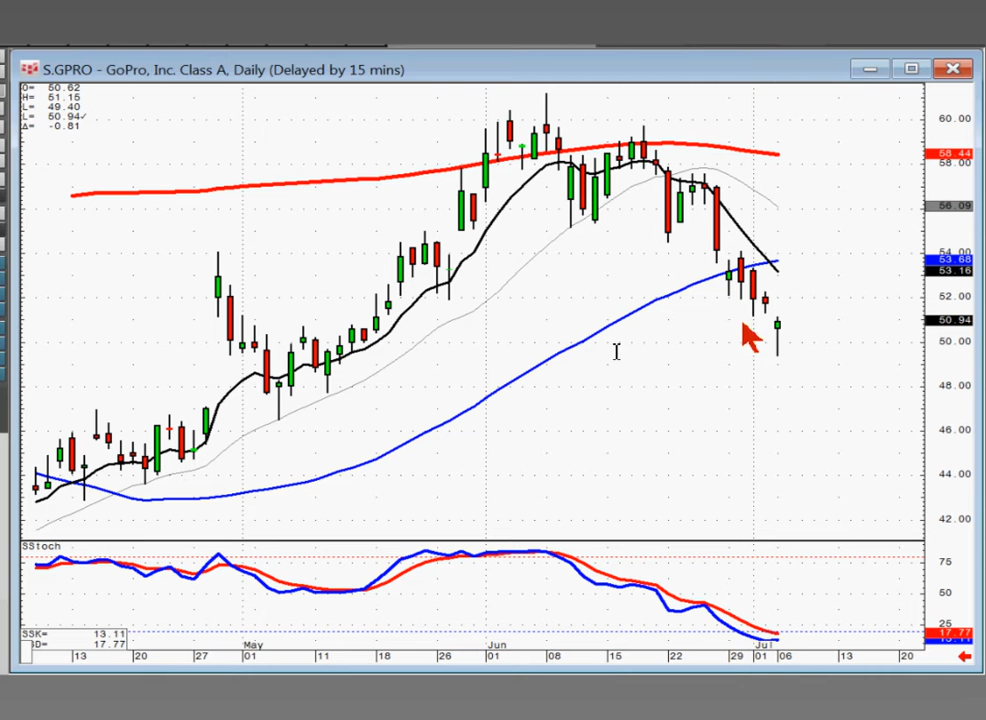 S.GPRO - GoPro, Inc. Class A, Daily (Delayed by 15 mins)
O= 50.62
H= 51.15
L= 49.40
L= 50.94✓
Δ= -0.81
60.00
58.44
58.00
56.09
54.00
53.68
53.16
52.00
50.94
50.00
48.00
46.00
44.00
42.00
SStoch
75
50
25
17.77
SSK= 13.11
SD= 17.77
May Jun Jul
13 20 27 01 11 18 26 01 08 15 22 29 01 06 13 20